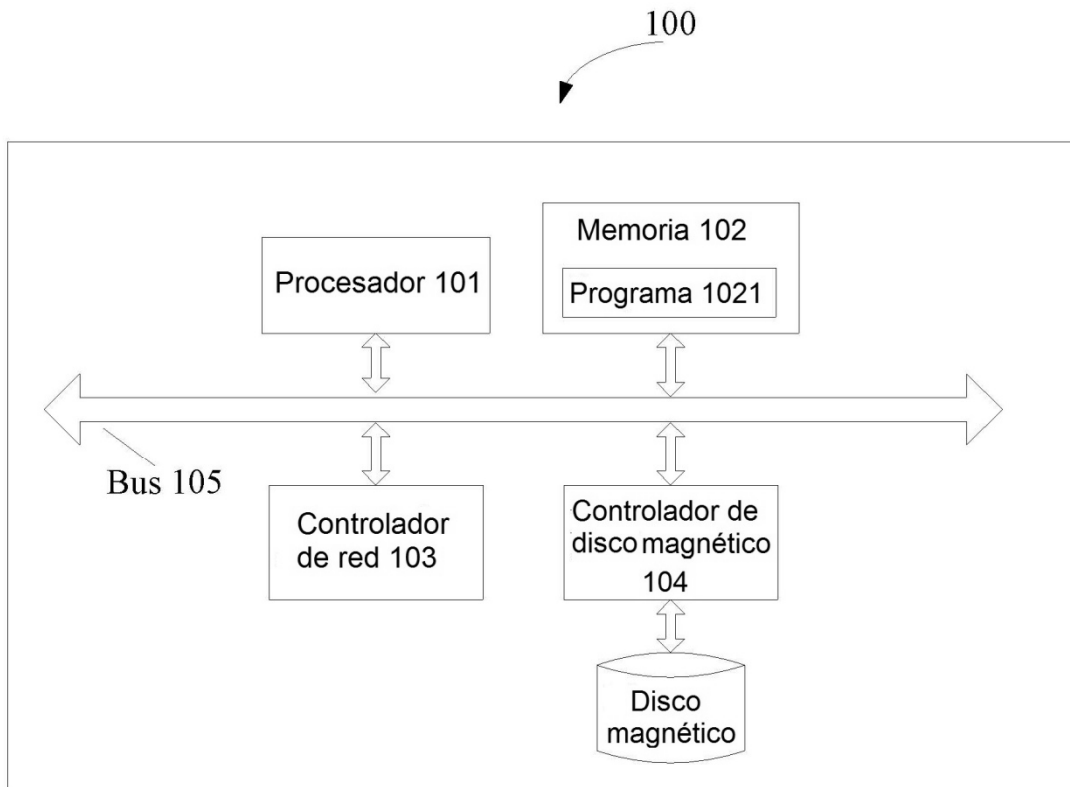 100
Procesador 101
Memoria 102
Programa 1021
Bus 105
Controlador
de red 103
Controlador de
disco magnético
104
Disco
magnético